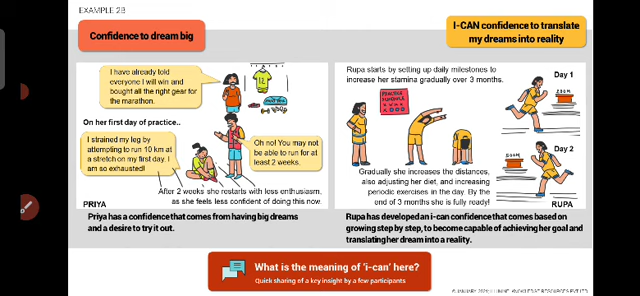 EXAMPLE 2B
Confidence to dream big
I have already told
everyone I will win and
bought all the right gear
for the marathon.
On her first day of practice..
I strained my leg by
attempting to run 10 km at
a stretch on my first day. I
am so exhausted!
Oh no! You may not
be able to run for at
least 2 weeks.
After 2 weeks she restarts with less enthusiasm,
as she feels less confident of doing this now.
PRIYA
Priya has a confidence that comes from having big dreams
and a desire to try it out.
I-CAN confidence to translate
my dreams into reality
Rupa starts by setting up daily milestones to
increase her stamina gradually over 3 months.
Day 1
Day 2
Gradually she increases the distances,
also adjusting her diet, and increasing
periodic exercises in the day. By the
end of 3 months she is fully ready!
RUPA
Rupa has developed an i-can confidence that comes based on
growing step by step, to become capable of achieving her goal and
translating her dream into a reality.
What is the meaning of 'i-can' here?
Quick sharing of a key insight by a few participants